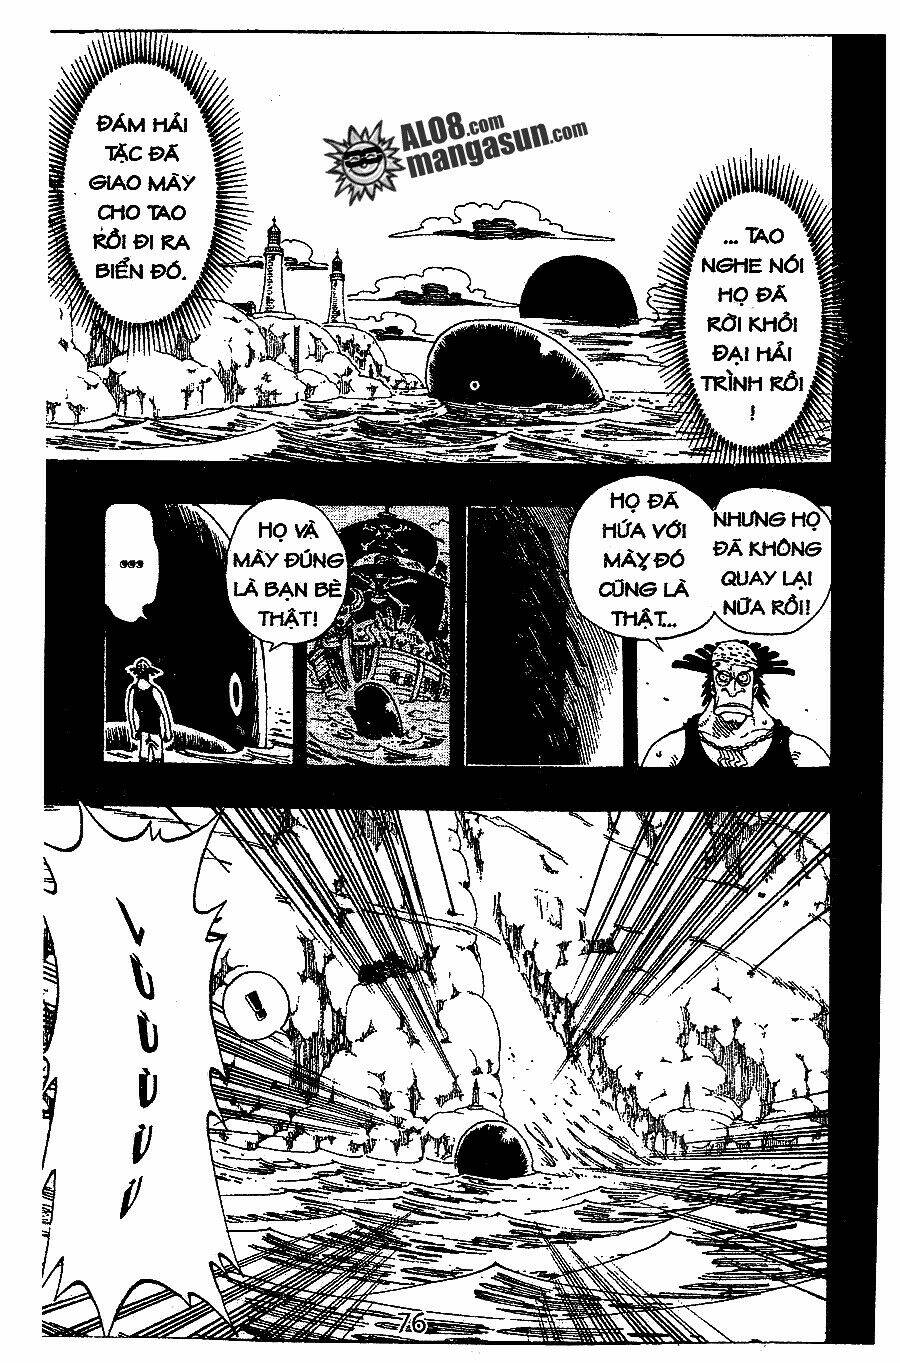 AL08.com
mangasun.com
... TAO
NGHE NÓI
HỌ ĐÃ
RỜI KHỎI
ĐẠI HẢI
TRÌNH RỒI
!
ĐÁM HẢI
TẶC ĐÃ
GIAO MÀY
CHO TAO
RỒI ĐI RA
BIỂN ĐÓ.
NHƯNG HỌ
ĐÃ KHÔNG
QUAY LẠI
NỮA RỒI!
HỌ ĐÃ
HỨA VỚI
MÀY, ĐÓ
CŨNG LÀ
THẬT...
HỌ VÀ
MÀY ĐÚNG
LÀ BẠN BÈ
THẬT!
...
!
76